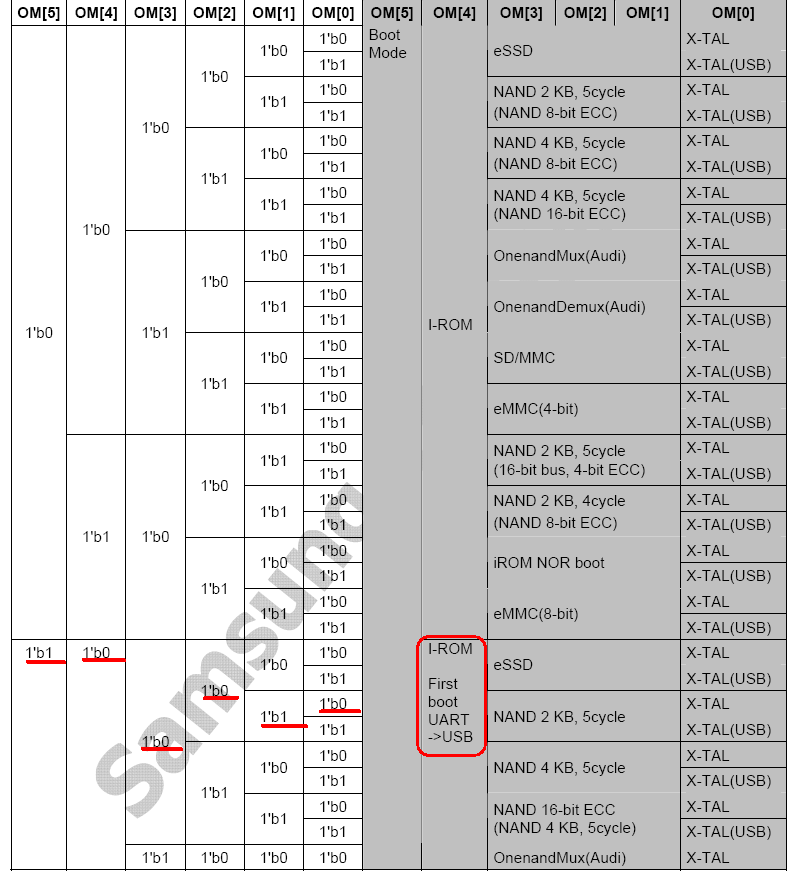 OM[5] OM[4] OM[3] OM[2] OM[1] OM[0] OM[5] OM[4] OM[3] OM[2] OM[1] OM[0]
1'b0 Boot X-TAL
1'b0 Mode eSSD
1'b1 X-TAL(USB)
1'b0
1'b0 NAND 2 KB, 5cycle X-TAL
1'b1
1'b1 (NAND 8-bit ECC) X-TAL(USB)
1'b0
1'b0 NAND 4 KB, 5cycle X-TAL
1'b0
1'b1 (NAND 8-bit ECC) X-TAL(USB)
1'b1
1'b0 NAND 4 KB, 5cycle X-TAL
1'b1
1'b1 (NAND 16-bit ECC) X-TAL(USB)
1'b0
1'b0 X-TAL
1'b0 OnenandMux(Audi)
1'b1 X-TAL(USB)
1'b0
1'b0 X-TAL
1'b1 OnenandDemux(Audi)
1'b1 X-TAL(USB)
1'b0 1'b1 I-ROM
1'b0 X-TAL
1'b0 SD/MMC
1'b1 X-TAL(USB)
1'b1
1'b0 X-TAL
1'b1 eMMC(4-bit)
1'b1 X-TAL(USB)
1'b0 NAND 2 KB, 5cycle X-TAL
1'b1
1'b1 (16-bit bus, 4-bit ECC) X-TAL(USB)
1'b0
1'b0 NAND 2 KB, 4cycle X-TAL
1'b1
1'b1 (NAND 8-bit ECC) X-TAL(USB)
1'b1 1'b0
1'b0 X-TAL
1'b0 iROM NOR boot
1'b1 X-TAL(USB)
1'b1
1'b0 X-TAL
1'b1 eMMC(8-bit)
1'b1 X-TAL(USB)
1'b1 1'b0 1'b0 I-ROM X-TAL
1'b0 eSSD
1'b1 First X-TAL(USB)
1'b0
1'b0 boot X-TAL
1'b1 UART NAND 2 KB, 5cycle
1'b1 ->USB X-TAL(USB)
1'b0
1'b0 X-TAL
1'b0 NAND 4 KB, 5cycle
1'b1 X-TAL(USB)
1'b1
1'b0 NAND 16-bit ECC X-TAL
1'b1
1'b1 (NAND 4 KB, 5cycle) X-TAL(USB)
1'b1 1'b0 1'b0 1'b0 OnenandMux(Audi) X-TAL
Samsung